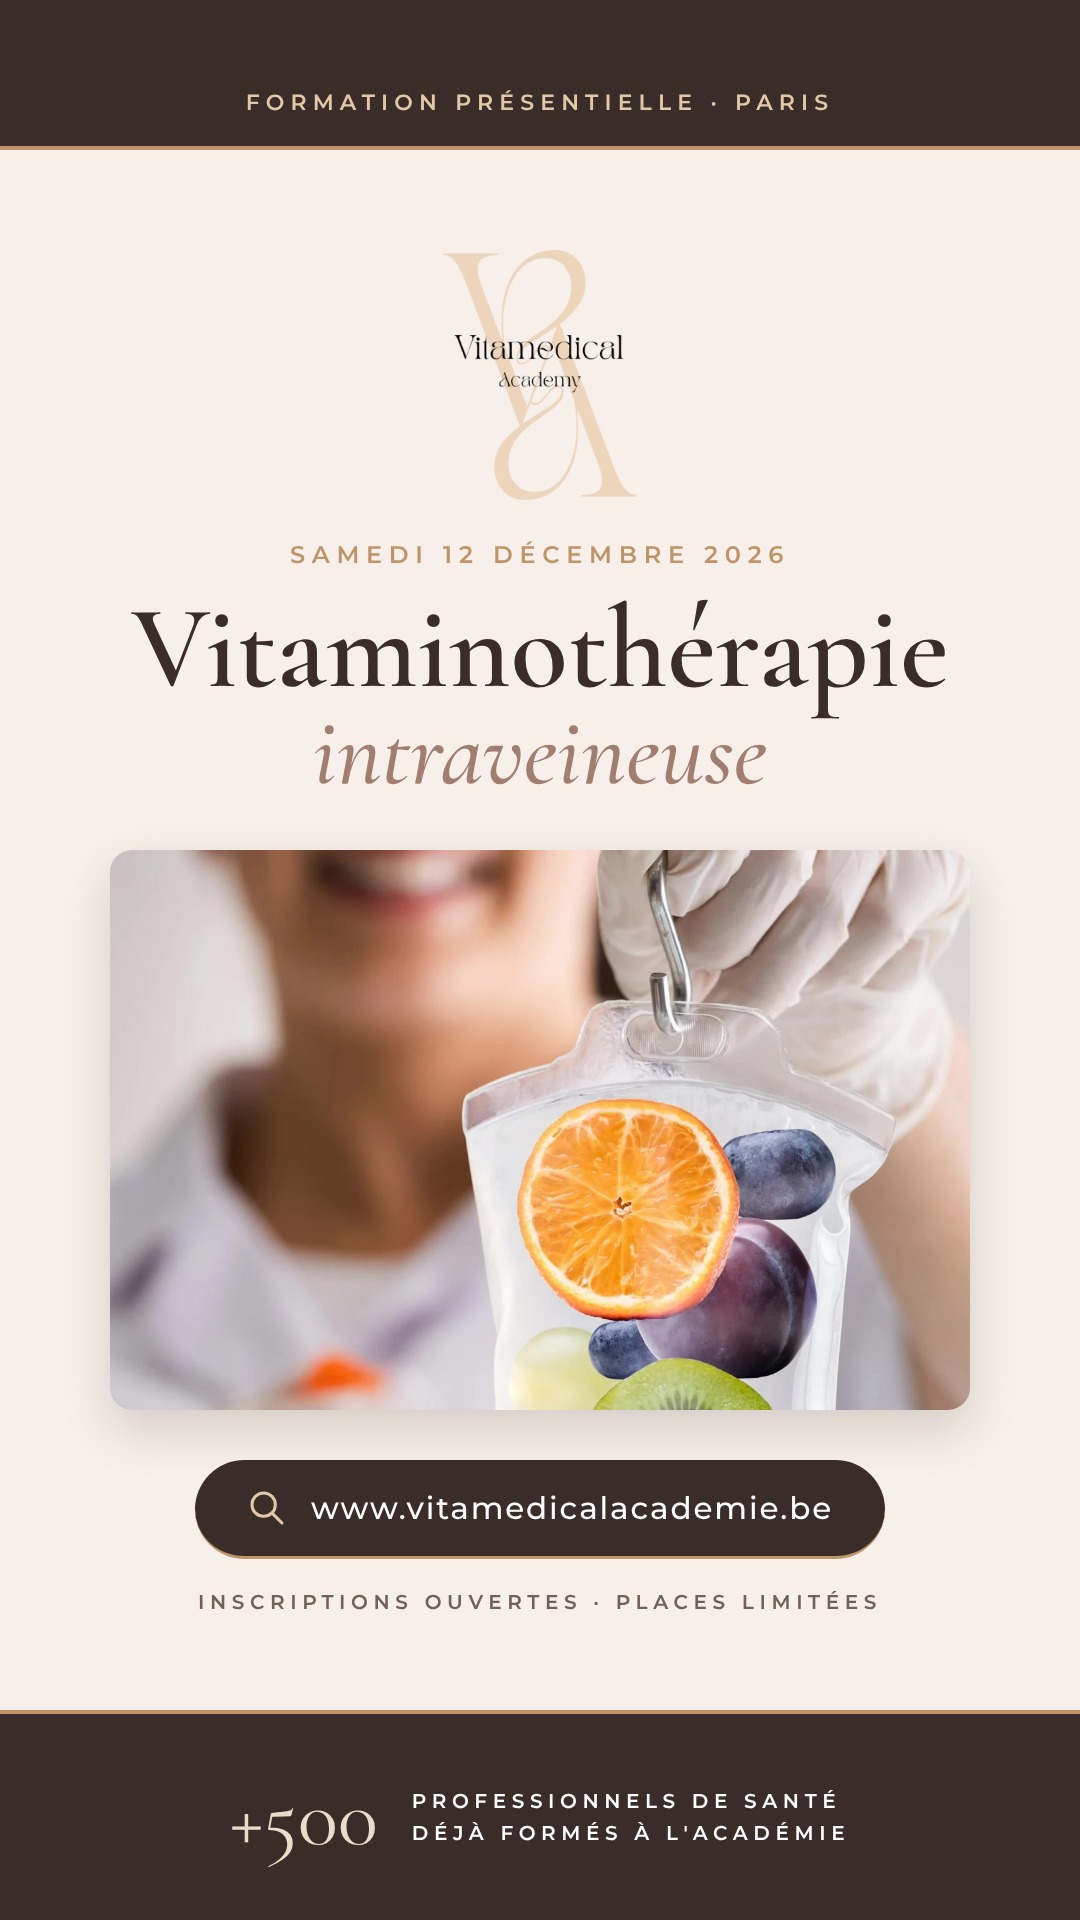 FORMATION PRÉSENTIELLE · PARIS
Vitamedical
Academy
SAMEDI 12 DÉCEMBRE 2026
Vitaminothérapie
intraveineuse
www.vitamedicalacademie.be
INSCRIPTIONS OUVERTES · PLACES LIMITÉES
+500
PROFESSIONNELS DE SANTÉ
DÉJÀ FORMÉS À L'ACADÉMIE